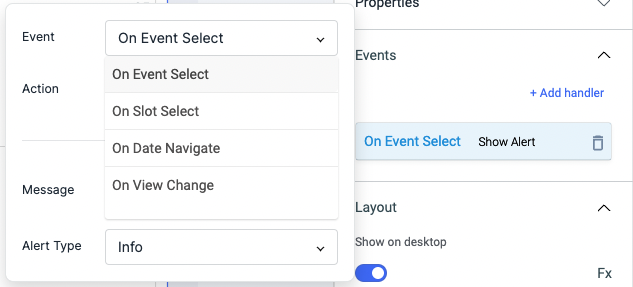 Event
On Event Select
On Event Select
On Slot Select
On Date Navigate
On View Change
Action
Message
Alert Type
Info
Properties
Events
+ Add handler
On Event Select Show Alert
Layout
Show on desktop
Fx